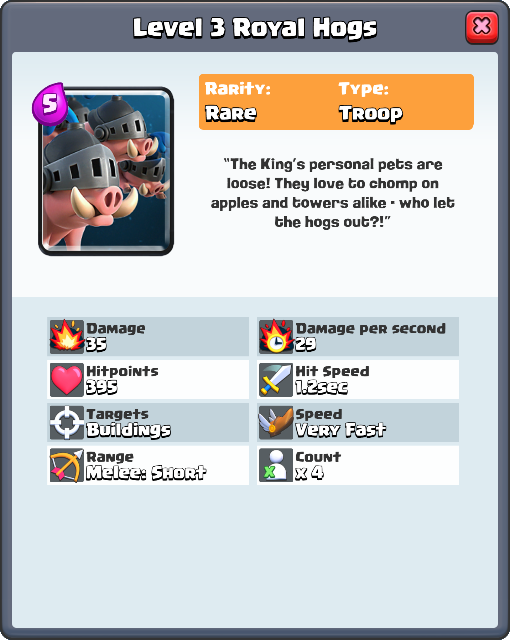 Level 3 Royal Hogs
5
Rarity: Type:
Rare Troop
"The King's personal pets are
loose! They love to chomp on
apples and towers alike - who let
the hogs out?!"
Damage Damage per second
35 29
Hitpoints Hit Speed
395 1.2sec
Targets Speed
Buildings Very Fast
Range Count
Melee: Short x 4